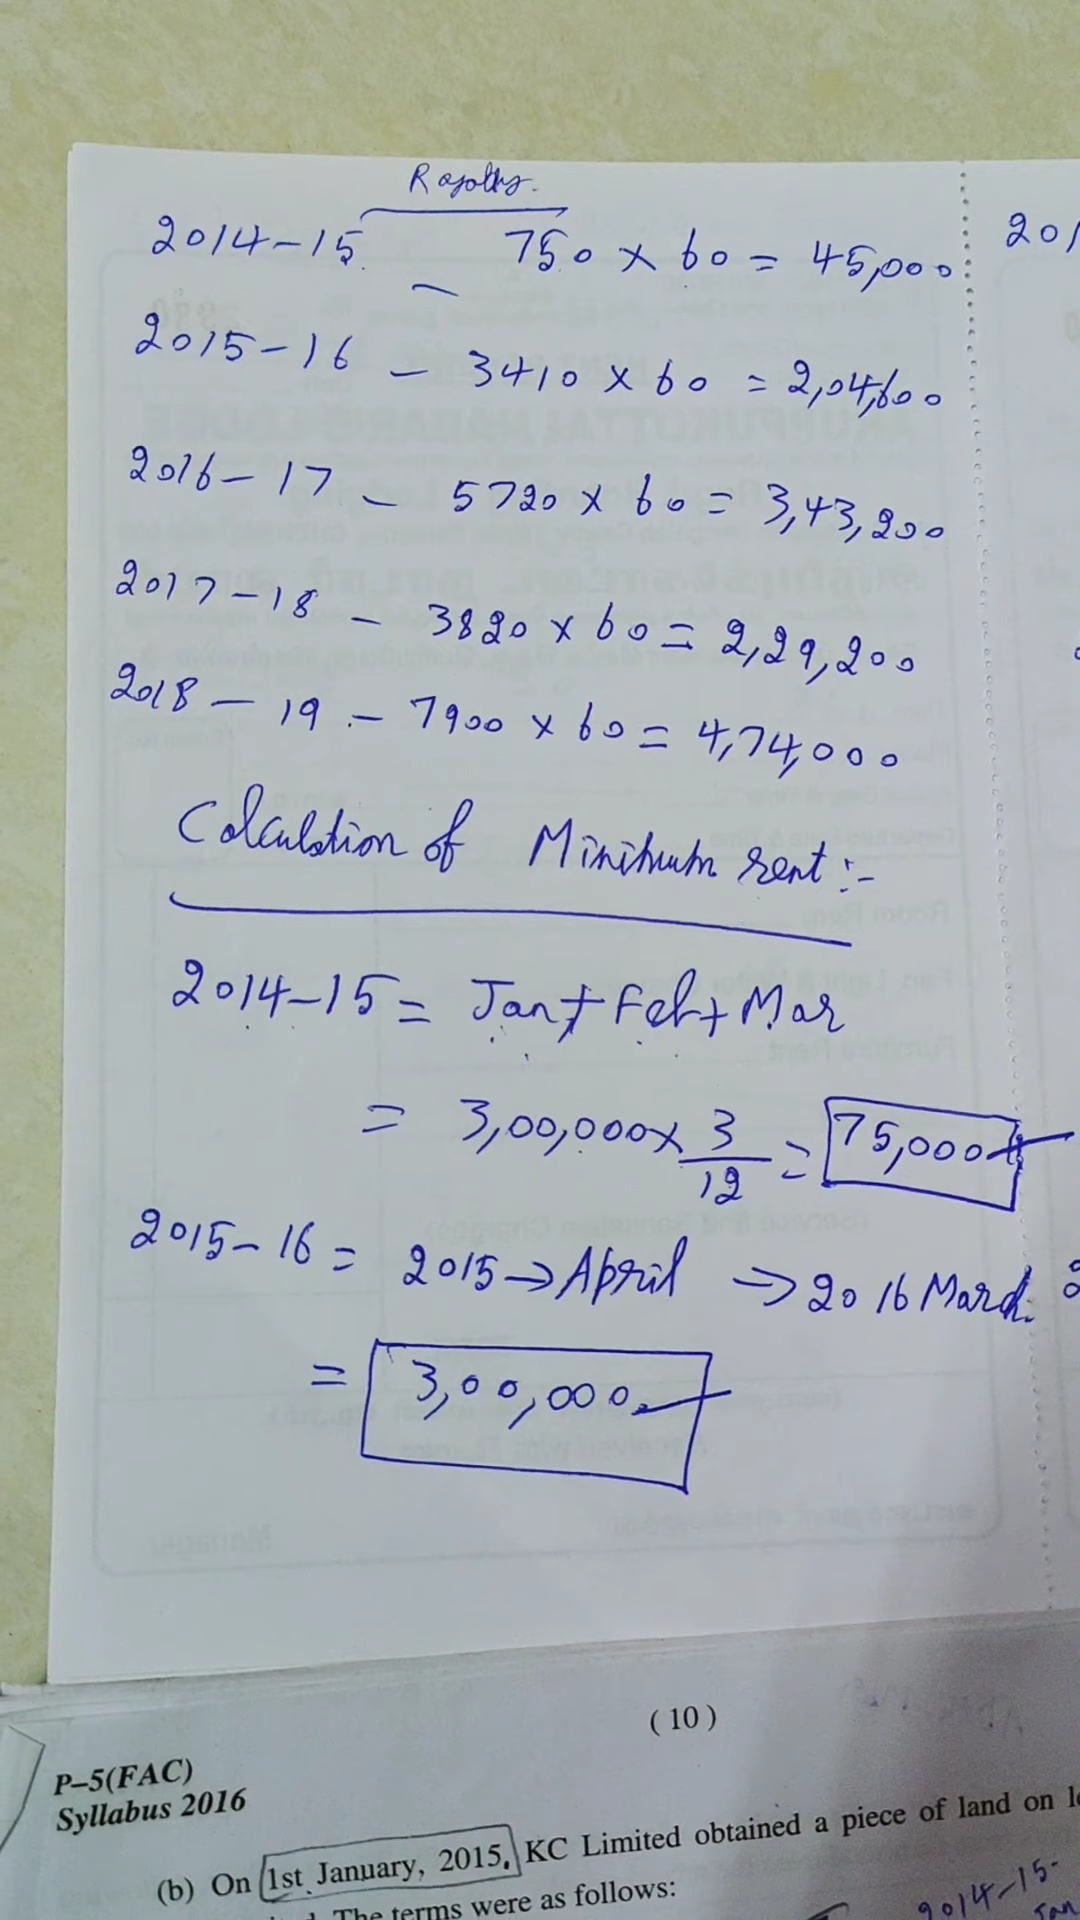 Royalty.
2014-15 - 750 x 60 = 45,000
201
2015-16 - 3410 x 60 = 2,04,600
2016-17 - 5720 x 60 = 3,43,200
2017-18 - 3820 x 60 = 2,29,200
2018-19 - 7900 x 60 = 4,74,000
Calculation of Minimum rent :-
2014-15 = Jan + Feb + Mar
= 3,00,000 x 3/12 = 75,000
2015-16 = 2015 → April → 2016 March.
= 3,00,000
(10)
P–5(FAC)
Syllabus 2016
(b) On 1st January, 2015, KC Limited obtained a piece of land on
The terms were as follows:
2014-15-
Jan